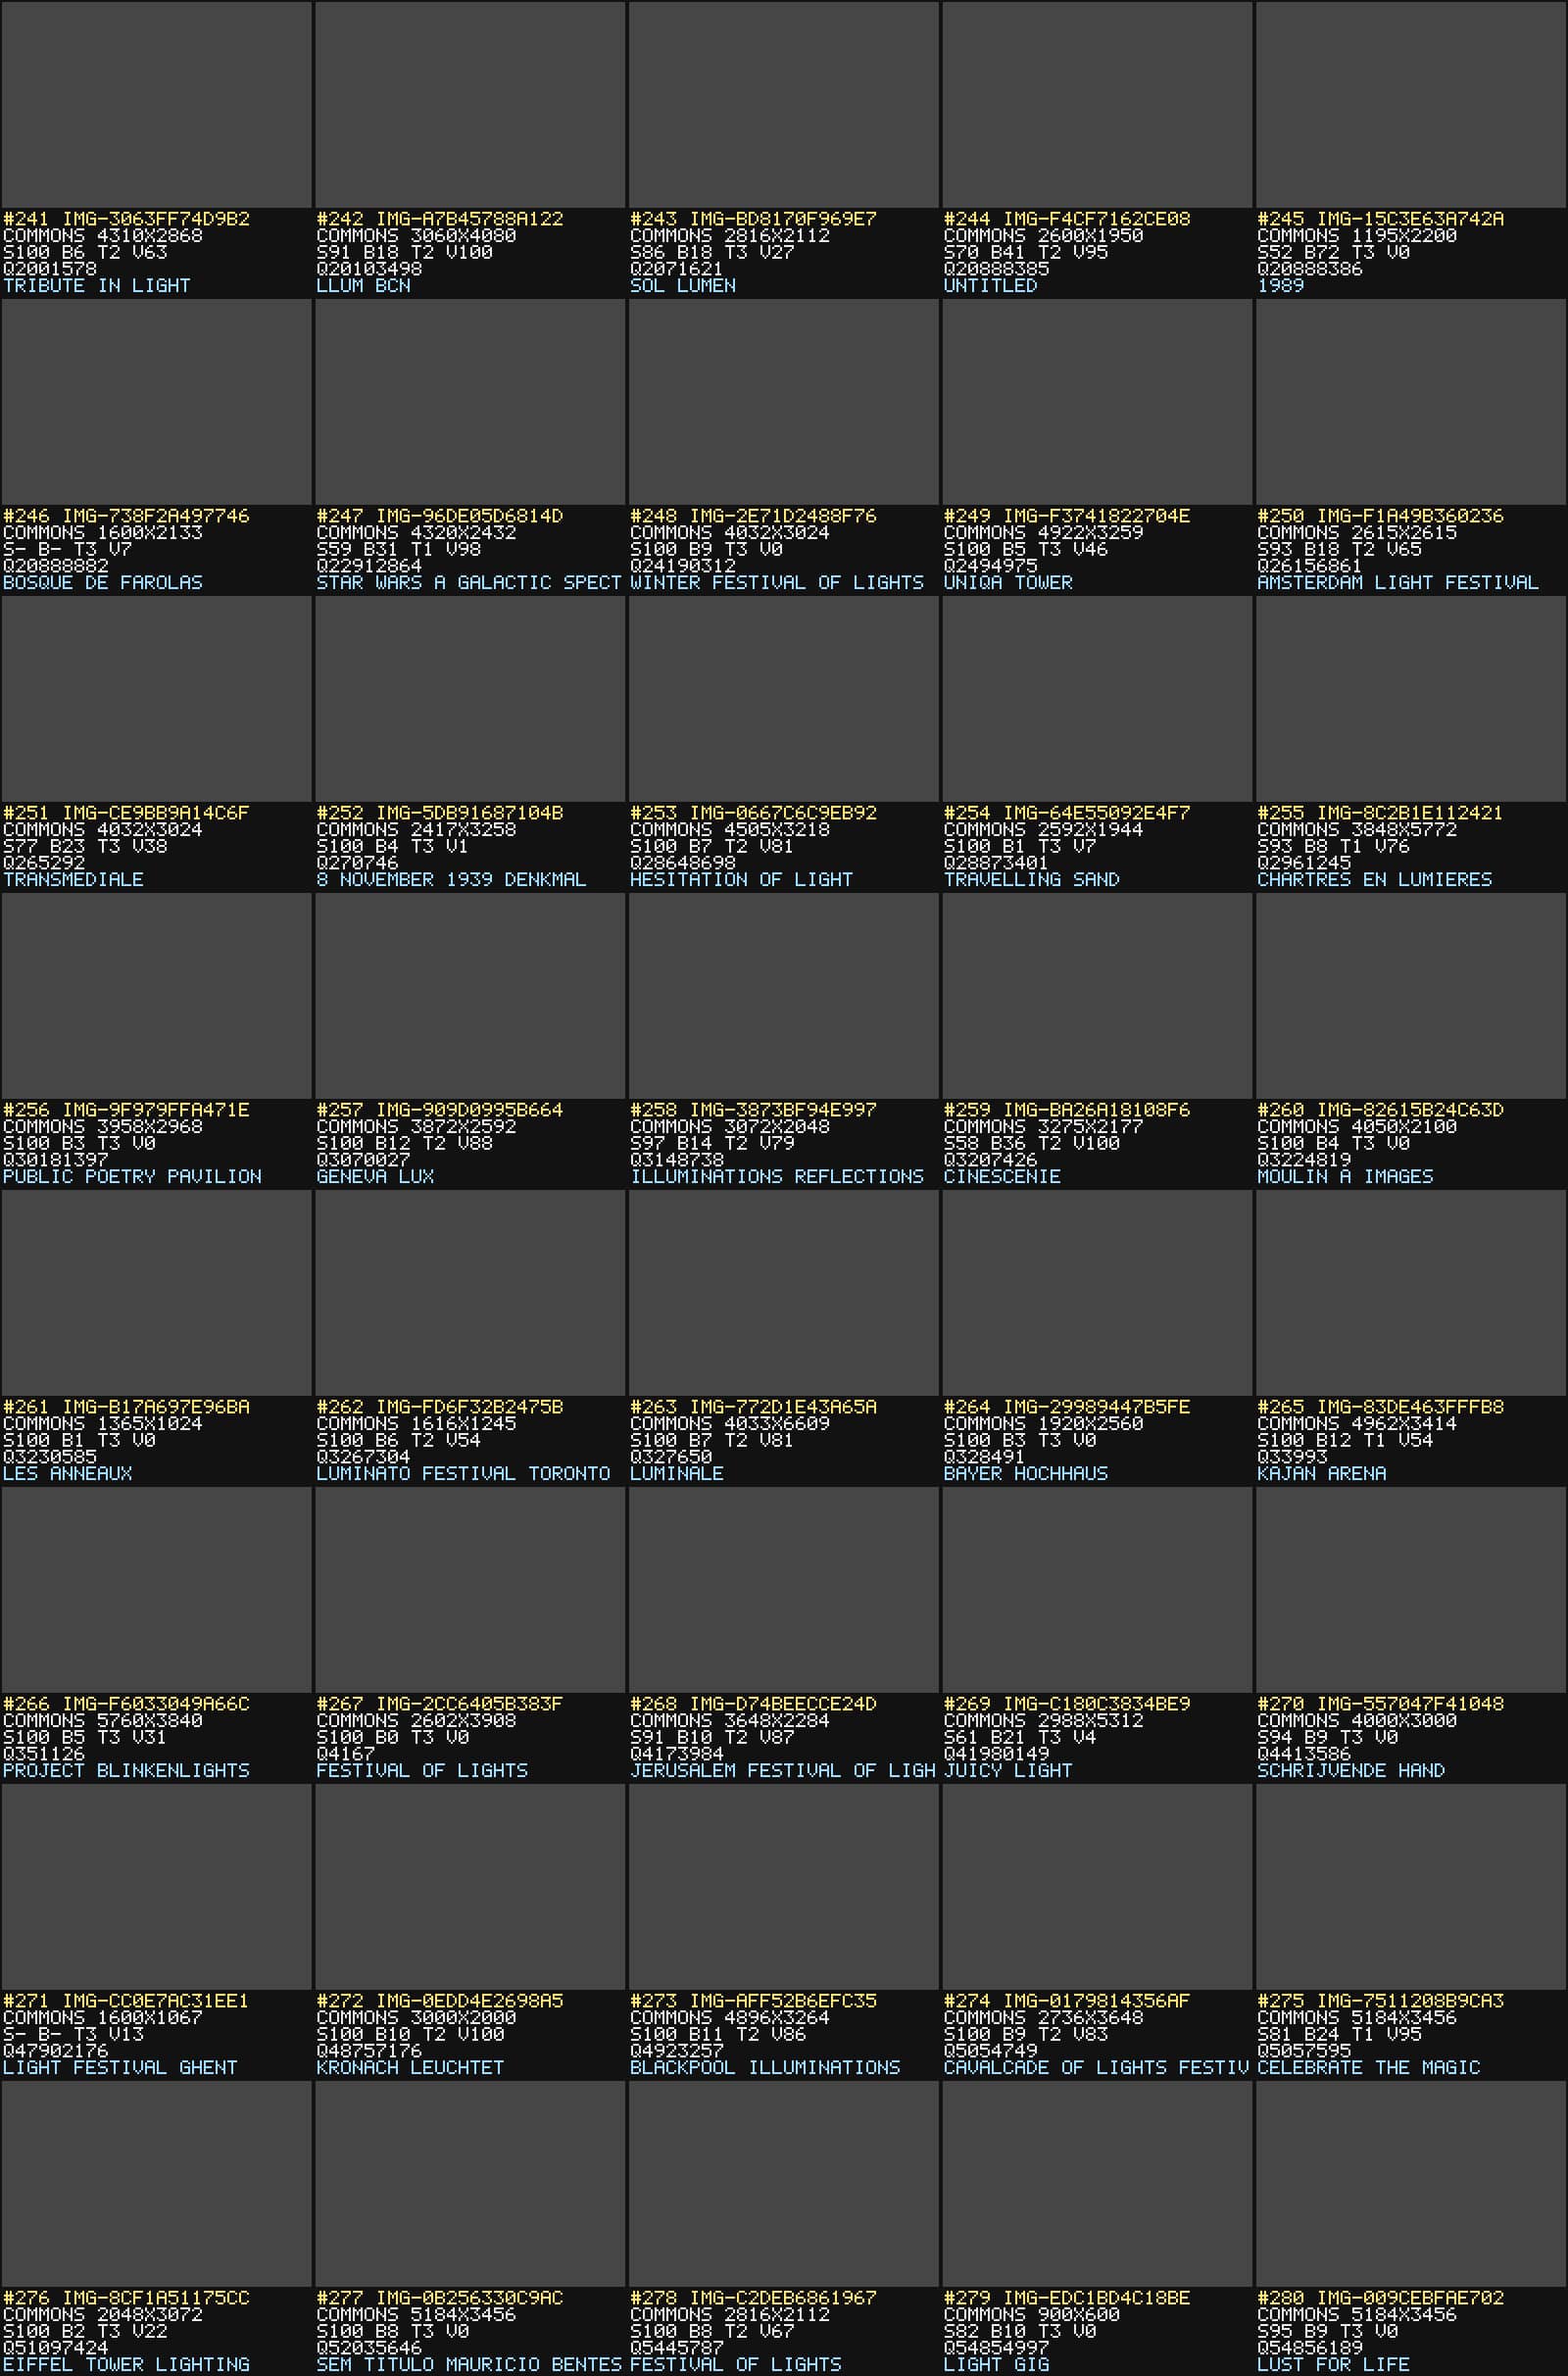 #241 IMG-3063FF74D9B2
COMMONS 4310X2868
S100 B6 T2 V63
Q2001578
TRIBUTE IN LIGHT
#242 IMG-A7B45788A122
COMMONS 3060X4080
S91 B18 T2 V100
Q20103498
LLUM BCN
#243 IMG-BD8170F969E7
COMMONS 2816X2112
S86 B18 T3 V27
Q2071621
SOL LUMEN
#244 IMG-F4CF7162CE08
COMMONS 2600X1950
S70 B41 T2 V95
Q20888385
UNTITLED
#245 IMG-15C3E63A742A
COMMONS 1195X2200
S52 B72 T3 V0
Q20888386
1989
#246 IMG-738F2A497746
COMMONS 1600X2133
S- B- T3 V7
Q20888882
BOSQUE DE FAROLAS
#247 IMG-96DE05D6814D
COMMONS 4320X2432
S59 B31 T1 V98
Q22912864
STAR WARS A GALACTIC SPECT
#248 IMG-2E71D2488F76
COMMONS 4032X3024
S100 B9 T3 V0
Q24190312
WINTER FESTIVAL OF LIGHTS
#249 IMG-F3741822704E
COMMONS 4922X3259
S100 B5 T3 V46
Q2494975
UNIQA TOWER
#250 IMG-F1A49B360236
COMMONS 2615X2615
S93 B18 T2 V65
Q26156861
AMSTERDAM LIGHT FESTIVAL
#251 IMG-CE9BB9A14C6F
COMMONS 4032X3024
S77 B23 T3 V38
Q265292
TRANSMEDIALE
#252 IMG-5DB91687104B
COMMONS 2417X3258
S100 B4 T3 V1
Q270746
8 NOVEMBER 1939 DENKMAL
#253 IMG-0667C6C9EB92
COMMONS 4505X3218
S100 B7 T2 V81
Q28648698
HESITATION OF LIGHT
#254 IMG-64E55092E4F7
COMMONS 2592X1944
S100 B1 T3 V7
Q28873401
TRAVELLING SAND
#255 IMG-8C2B1E112421
COMMONS 3848X5772
S93 B8 T1 V76
Q2961245
CHARTRES EN LUMIERES
#256 IMG-9F979FFA471E
COMMONS 3958X2968
S100 B3 T3 V0
Q30181397
PUBLIC POETRY PAVILION
#257 IMG-909D0995B664
COMMONS 3872X2592
S100 B12 T2 V88
Q3070027
GENEVA LUX
#258 IMG-3873BF94E997
COMMONS 3072X2048
S97 B14 T2 V79
Q3148738
ILLUMINATIONS REFLECTIONS
#259 IMG-BA26A18108F6
COMMONS 3275X2177
S58 B36 T2 V100
Q3207426
CINESCENIE
#260 IMG-82615B24C63D
COMMONS 4050X2100
S100 B4 T3 V0
Q3224819
MOULIN A IMAGES
#261 IMG-B17A697E96BA
COMMONS 1365X1024
S100 B1 T3 V0
Q3230585
LES ANNEAUX
#262 IMG-FD6F32B2475B
COMMONS 1616X1245
S100 B6 T2 V54
Q3267304
LUMINATO FESTIVAL TORONTO
#263 IMG-772D1E43A65A
COMMONS 4033X6609
S100 B7 T2 V81
Q327650
LUMINALE
#264 IMG-29989447B5FE
COMMONS 1920X2560
S100 B3 T3 V0
Q328491
BAYER HOCHHAUS
#265 IMG-83DE463FFFB8
COMMONS 4962X3414
S100 B12 T1 V54
Q33993
KAJAN ARENA
#266 IMG-F6033049A66C
COMMONS 5760X3840
S100 B5 T3 V31
Q351126
PROJECT BLINKENLIGHTS
#267 IMG-2CC6405B383F
COMMONS 2602X3908
S100 B0 T3 V0
Q4167
FESTIVAL OF LIGHTS
#268 IMG-D74BEECCE24D
COMMONS 3648X2284
S91 B10 T2 V87
Q4173984
JERUSALEM FESTIVAL OF LIGH
#269 IMG-C180C3834BE9
COMMONS 2988X5312
S61 B21 T3 V4
Q41980149
JUICY LIGHT
#270 IMG-557047F41048
COMMONS 4000X3000
S94 B9 T3 V0
Q4413586
SCHRIJVENDE HAND
#271 IMG-CC0E7AC31EE1
COMMONS 1600X1067
S- B- T3 V13
Q47902176
LIGHT FESTIVAL GHENT
#272 IMG-0EDD4E2698A5
COMMONS 3000X2000
S100 B10 T2 V100
Q48757176
KRONACH LEUCHTET
#273 IMG-AFF52B6EFC35
COMMONS 4896X3264
S100 B11 T2 V86
Q4923257
BLACKPOOL ILLUMINATIONS
#274 IMG-0179814356AF
COMMONS 2736X3648
S100 B9 T2 V83
Q5054749
CAVALCADE OF LIGHTS FESTIV
#275 IMG-7511208B9CA3
COMMONS 5184X3456
S81 B24 T1 V95
Q5057595
CELEBRATE THE MAGIC
#276 IMG-8CF1A51175CC
COMMONS 2048X3072
S100 B2 T3 V22
Q51097424
EIFFEL TOWER LIGHTING
#277 IMG-0B256330C9AC
COMMONS 5184X3456
S100 B8 T3 V0
Q52035646
SEM TITULO MAURICIO BENTES
#278 IMG-C2DEB6861967
COMMONS 2816X2112
S100 B8 T2 V67
Q5445787
FESTIVAL OF LIGHTS
#279 IMG-EDC1BD4C18BE
COMMONS 900X600
S82 B10 T3 V0
Q54854997
LIGHT GIG
#280 IMG-009CEBFAE702
COMMONS 5184X3456
S95 B9 T3 V0
Q54856189
LUST FOR LIFE